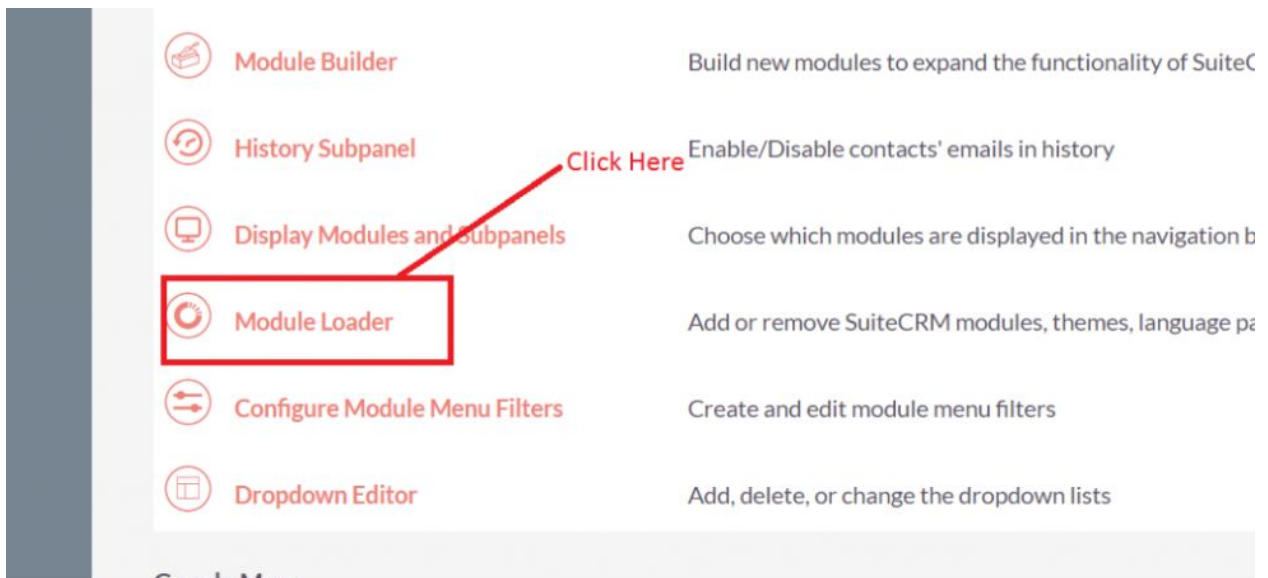 Module Builder Build new modules to expand the functionality of
History Subpanel Enable/Disable contacts' emails in history
Click Here
Display Modules and Subpanels Choose which modules are displayed in the navigation
Module Loader Add or remove SuiteCRM modules, themes, language
Configure Module Menu Filters Create and edit module menu filters
Dropdown Editor Add, delete, or change the dropdown lists